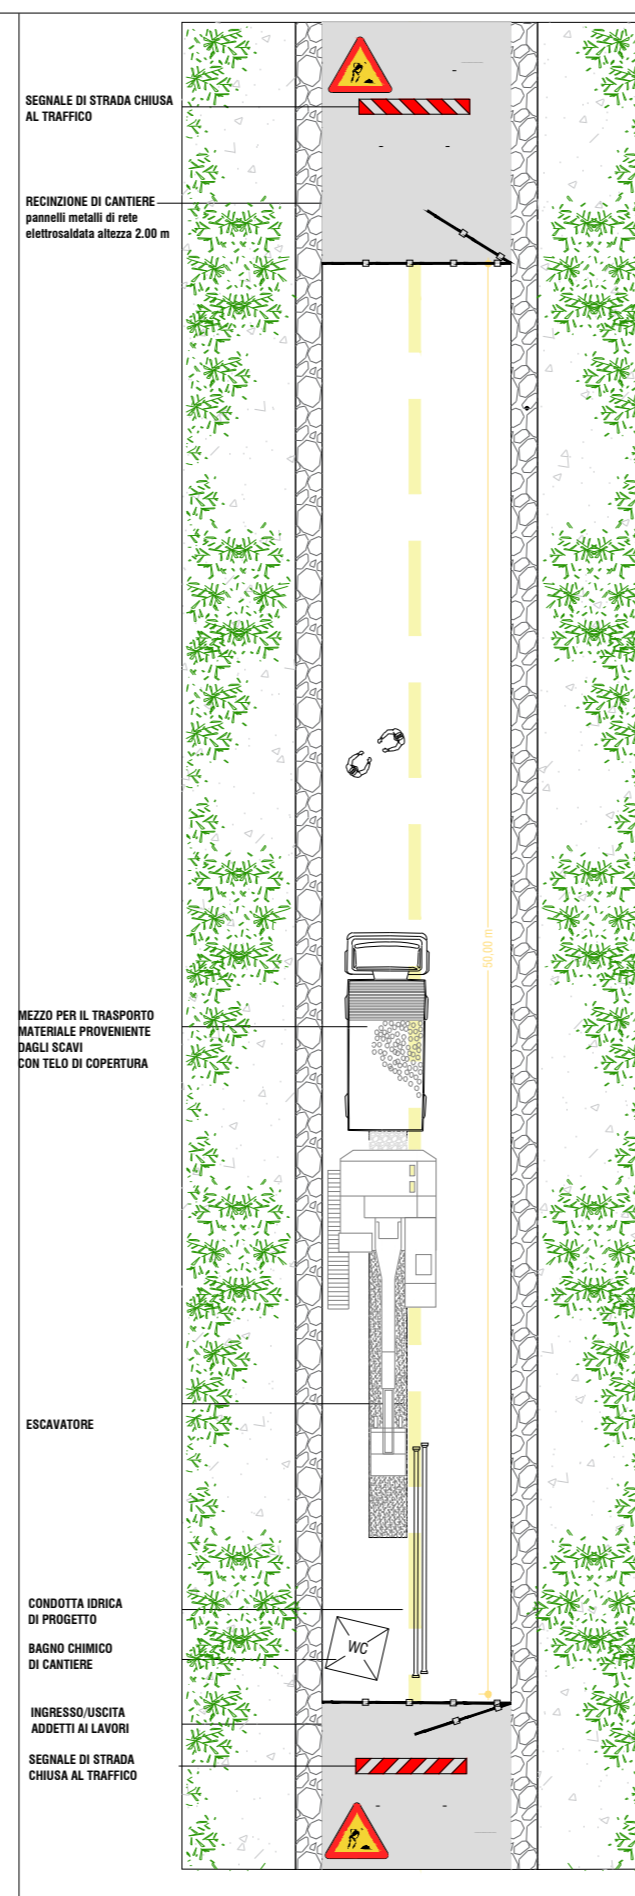 SEGNALE DI STRADA CHIUSA
AL TRAFFICO
RECINZIONE DI CANTIERE
pannelli metalli di rete
elettrosaldata altezza 2.00 m
50,00 m
MEZZO PER IL TRASPORTO
MATERIALE PROVENIENTE
DAGLI SCAVI
CON TELO DI COPERTURA
ESCAVATORE
CONDOTTA IDRICA
DI PROGETTO
BAGNO CHIMICO
DI CANTIERE
WC
INGRESSO/USCITA
ADDETTI AI LAVORI
SEGNALE DI STRADA
CHIUSA AL TRAFFICO